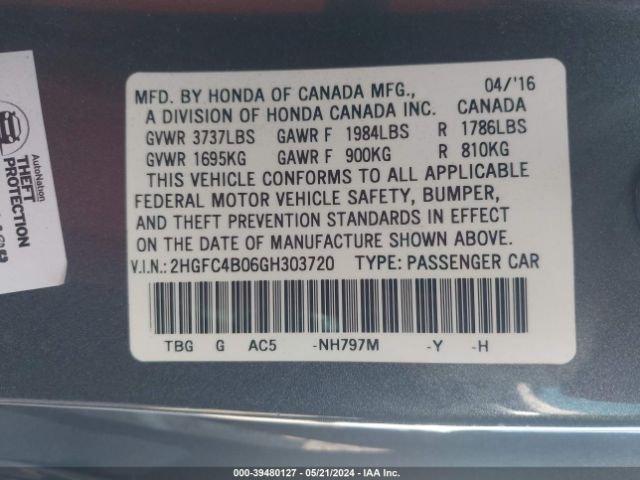 MFD. BY HONDA OF CANADA MFG., 04/'16
A DIVISION OF HONDA CANADA INC. CANADA
GVWR 3737LBS GAWR F 1984LBS R 1786LBS
GVWR 1695KG GAWR F 900KG R 810KG
THIS VEHICLE CONFORMS TO ALL APPLICABLE
FEDERAL MOTOR VEHICLE SAFETY, BUMPER,
AND THEFT PREVENTION STANDARDS IN EFFECT
ON THE DATE OF MANUFACTURE SHOWN ABOVE.
V.I.N.: 2HGFC4B06GH303720 TYPE: PASSENGER CAR
TBG G AC5 -NH797M -Y -H
AutoNation
THEFT
PROTECTION
000-39480127 - 05/21/2024 - IAA Inc.